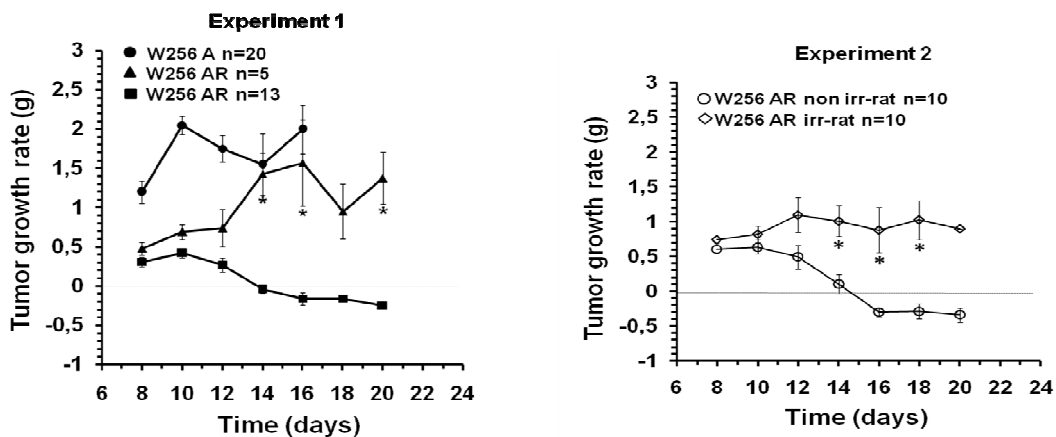 Experiment 1
W256 A n=20
W256 AR n=5
W256 AR n=13
Tumor growth rate (g)
3
2,5
2
1,5
1
0,5
0
-0,5
-1
*
*
*
6 8 10 12 14 16 18 20 22 24
Time (days)
Experiment 2
W256 AR non irr-rat n=10
W256 AR irr-rat n=10
Tumor growth rate (g)
3
2,5
2
1,5
1
0,5
0
-0,5
-1
*
*
*
6 8 10 12 14 16 18 20 22 24
Time (days)